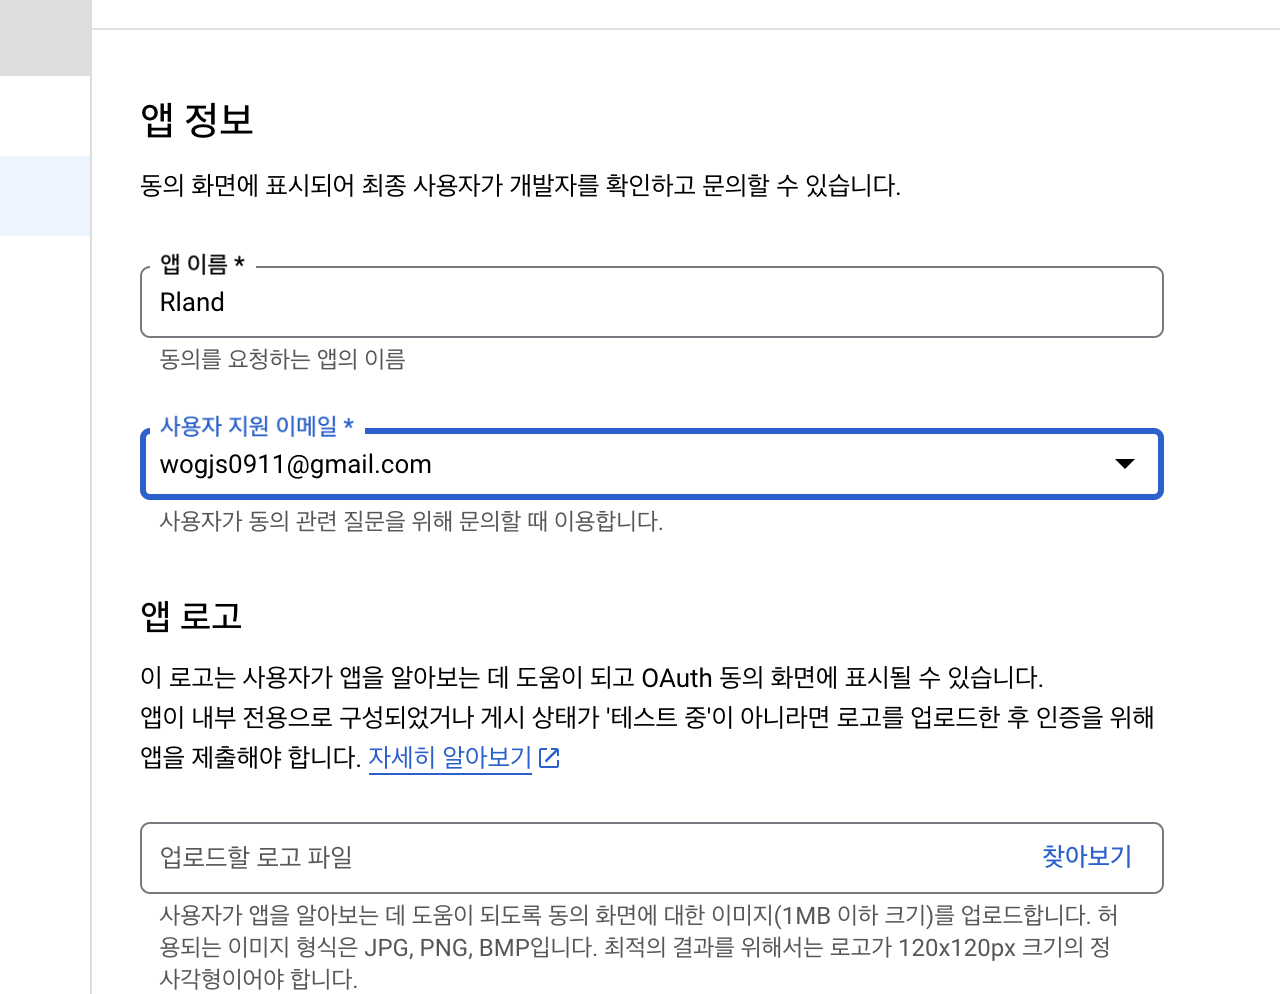 앱 정보
동의 화면에 표시되어 최종 사용자가 개발자를 확인하고 문의할 수 있습니다.
앱 이름 *
Rland
동의를 요청하는 앱의 이름
사용자 지원 이메일 *
wogjs0911@gmail.com
사용자가 동의 관련 질문을 위해 문의할 때 이용합니다.
앱 로고
이 로고는 사용자가 앱을 알아보는 데 도움이 되고 OAuth 동의 화면에 표시될 수 있습니다.
앱이 내부 전용으로 구성되었거나 게시 상태가 '테스트 중'이 아니라면 로고를 업로드한 후 인증을 위해
앱을 제출해야 합니다. 자세히 알아보기
업로드할 로고 파일 찾아보기
사용자가 앱을 알아보는 데 도움이 되도록 동의 화면에 대한 이미지(1MB 이하 크기)를 업로드합니다. 허
용되는 이미지 형식은 JPG, PNG, BMP입니다. 최적의 결과를 위해서는 로고가 120x120px 크기의 정
사각형이어야 합니다.